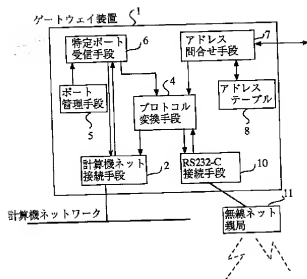 ゲートウェイ装置
1
特定ポート
受信手段
6
アドレス
問合せ手段
7
4
ポート
管理手段
5
プロトコル
変換手段
アドレス
テーブル
8
計算機ネット
接続手段
2
RS232-C
接続手段
10
11
計算機ネットワーク
無線ネット
親局